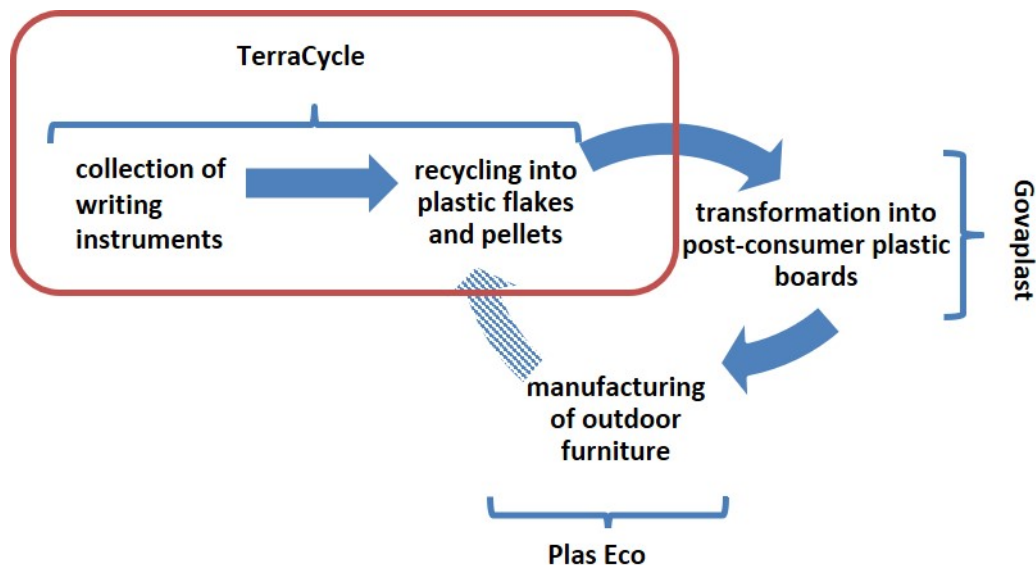 TerraCycle
collection of
writing
instruments
recycling into
plastic flakes
and pellets
transformation into
post-consumer plastic
boards
Govaplast
manufacturing
of outdoor
furniture
Plas Eco